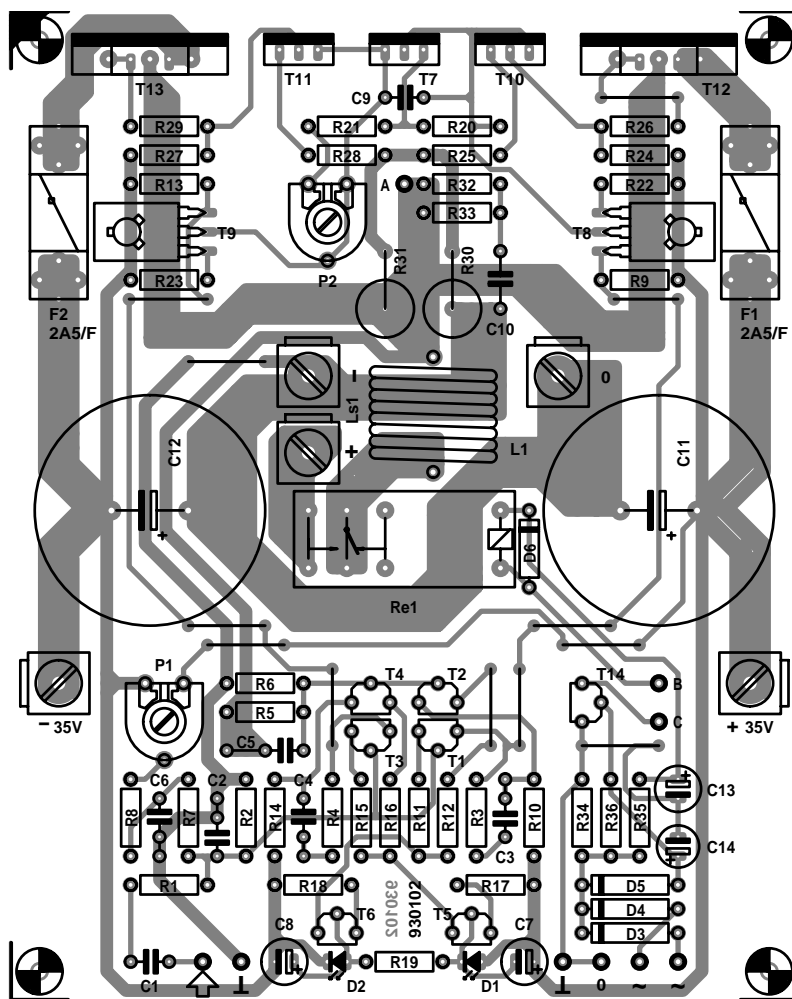 T13 T11 T7 T10 T12
C9
R29 R21 R20 R26
R27 R28 R25 R24
R13 A R32 R22
R33
T9 T8
P2 R31 R30
R23 R9
C10
F2 F1
2A5/F 2A5/F
- 0
Ls1
+
C12 L1 C11
+ +
D6
Re1
P1 T4 T2 T14
R6 B
R5 C
- 35V + 35V
C5 T3 T1
C6 C2 C4 C13
R8 R7 R2 R14 R4 R15 R16 R11 R12 R3 R10 R34 R36 R35
C3 C14
R1 R18 R17 D5
930102 930102
C8 T6 T5 C7 D4
D3
R19
C1 ⊥ + D2 D1 + ⊥ 0 ~ ~